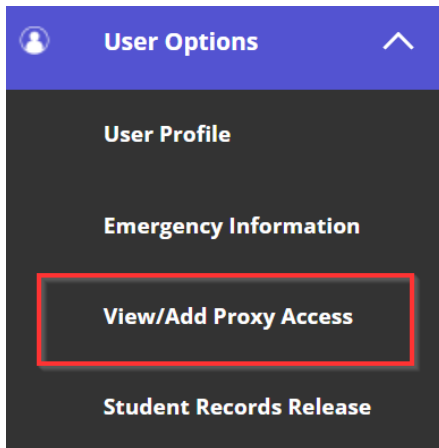 User Options
User Profile
Emergency Information
View/Add Proxy Access
Student Records Release